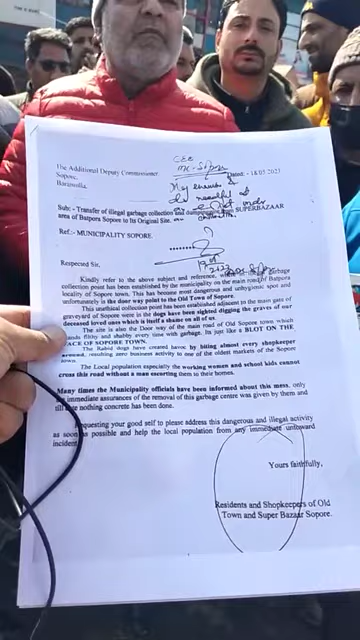 CEO
MC-Sopore
The Additional Deputy Commissioner
Sopore,
Baramulla.
Dated:- 18/03/2023
Sub:- Transfer of illegal garbage collection and SUPERBAZAAR
area of Batpora Sopore to its Original Site.
Ref:- MUNICIPALITY SOPORE.
Respected Sir,
Kindly refer to the above subject and reference, garbage
collection point has been established by the municipality on the main road of Batpora
locality of Sopore town. This has become most dangerous and unhygienic spot and
unfortunately is the door way point to the Old Town of Sopore.
This unethical collection point has been established adjusting the main gate of
graveyard of Sopore were in the dogs have been sighted digging the graves of our
deceased loved ones which is itself a shame on all of us.
The site is also the Door way of the main road of Old Sopore town which
stands filthy and shabby every time with garbage. Its just like a BLOT ON THE
FACE OF SOPORE TOWN.
The Rabid dogs have created havoc by biting almost every shopkeeper
around, resulting zero business activity to one of the oldest markets of the Sopore
town.
The Local population especially the working women and school kids cannot
cross this road without a man escorting them to their homes.
Many times the Municipality officials have been informed about this mess, only
immediate assurances of the removal of this garbage centre was given by them and
till date nothing concrete has been done.
requesting your good self to please address this dangerous and illegal activity
as soon as possible and help the local population from any immediate untoward
incident.
Yours faithfully,
Residents and Shopkeepers of Old
Town and Super Bazaar Sopore.